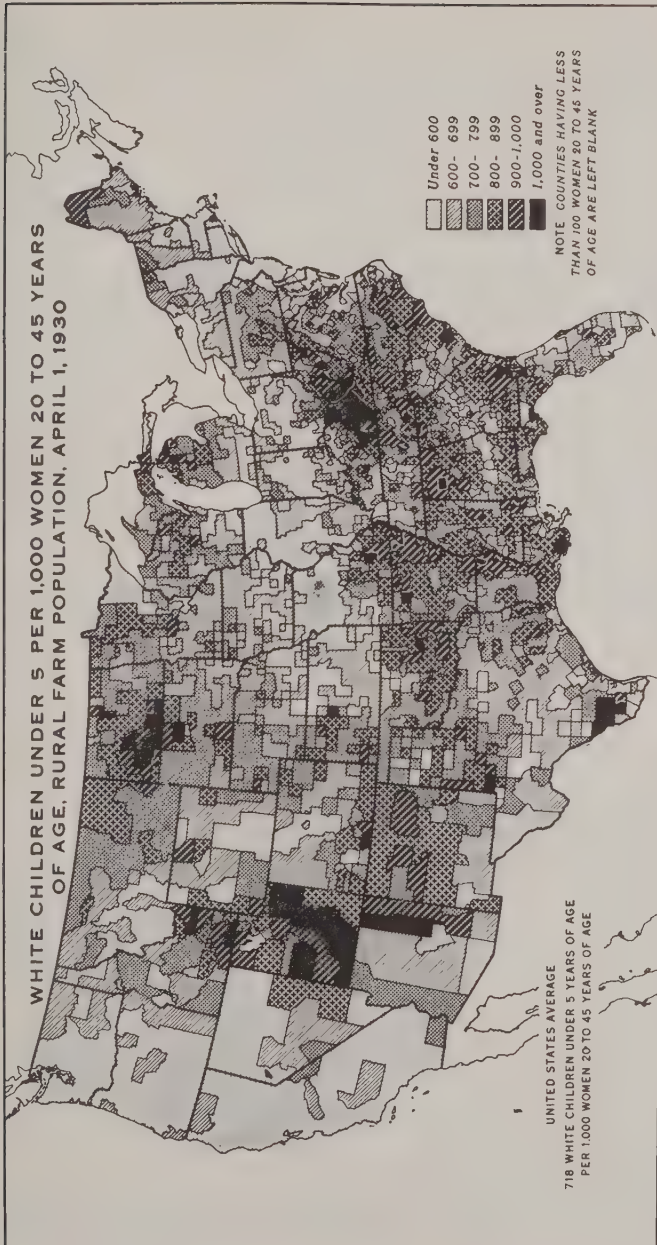 WHITE CHILDREN UNDER 5 PER 1,000 WOMEN 20 TO 45 YEARS
OF AGE, RURAL FARM POPULATION, APRIL 1, 1930
Under 600
600- 699
700- 799
800- 899
900-1,000
1,000 and over
NOTE COUNTIES HAVING LESS
THAN 100 WOMEN 20 TO 45 YEARS
OF AGE ARE LEFT BLANK
UNITED STATES AVERAGE
718 WHITE CHILDREN UNDER 5 YEARS OF AGE
PER 1,000 WOMEN 20 TO 45 YEARS OF AGE